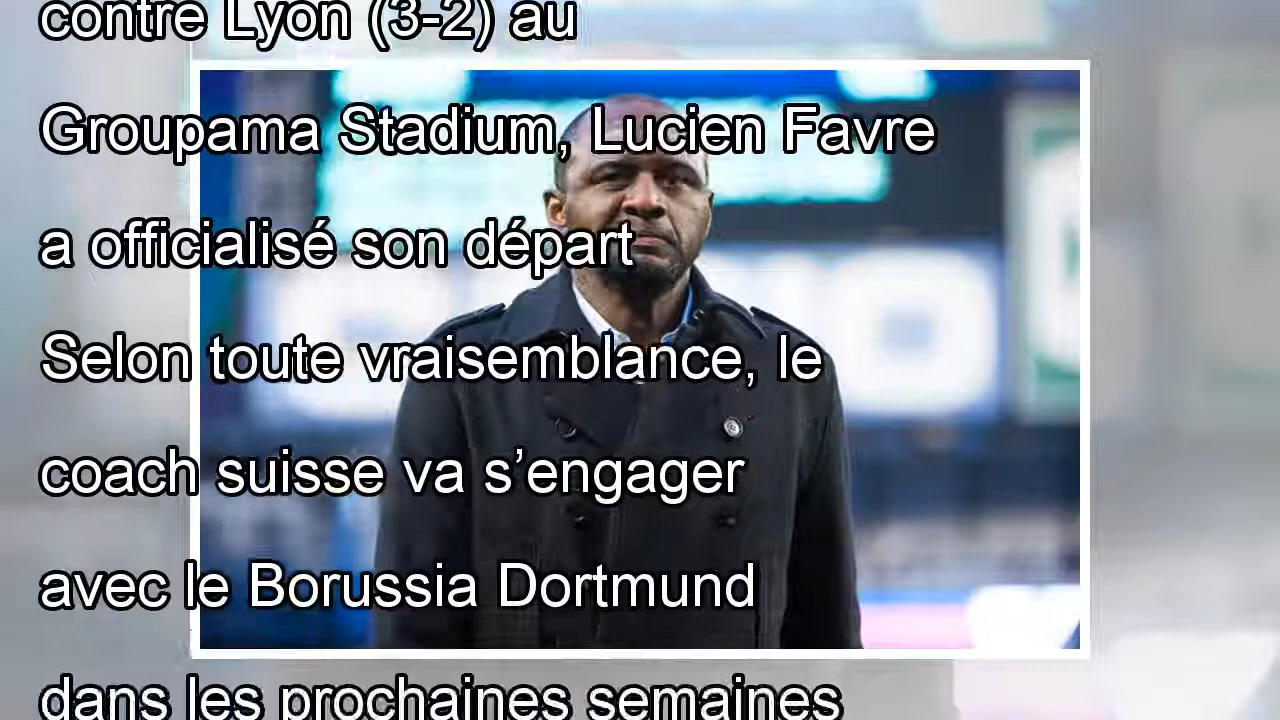 contre Lyon (3-2) au
Groupama Stadium, Lucien Favre
a officialisé son départ
Selon toute vraisemblance, le
coach suisse va s’engager
avec le Borussia Dortmund
dans les prochaines semaines